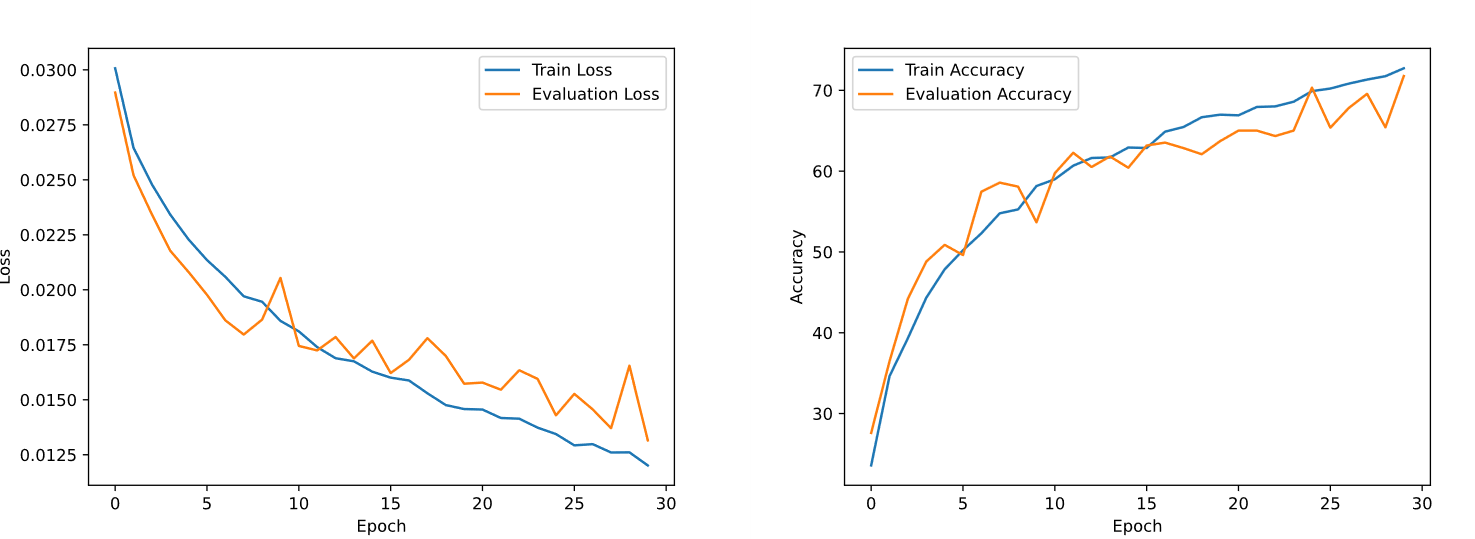 0.0300
0.0275
0.0250
0.0225
0.0200
0.0175
0.0150
0.0125
Loss
0 5 10 15 20 25 30
Epoch
Train Loss
Evaluation Loss
70
60
50
40
30
Accuracy
0 5 10 15 20 25 30
Epoch
Train Accuracy
Evaluation Accuracy